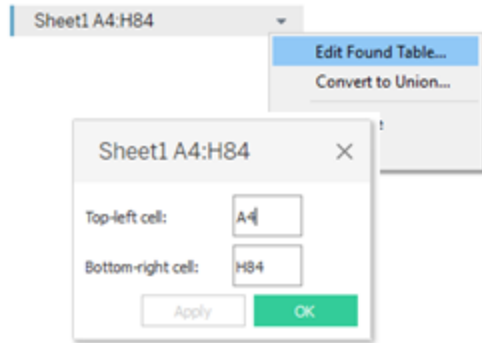 Sheet1 A4:H84
Edit Found Table...
Convert to Union...
Sheet1 A4:H84
Top-left cell:
A4
Bottom-right cell:
H84
Apply
OK